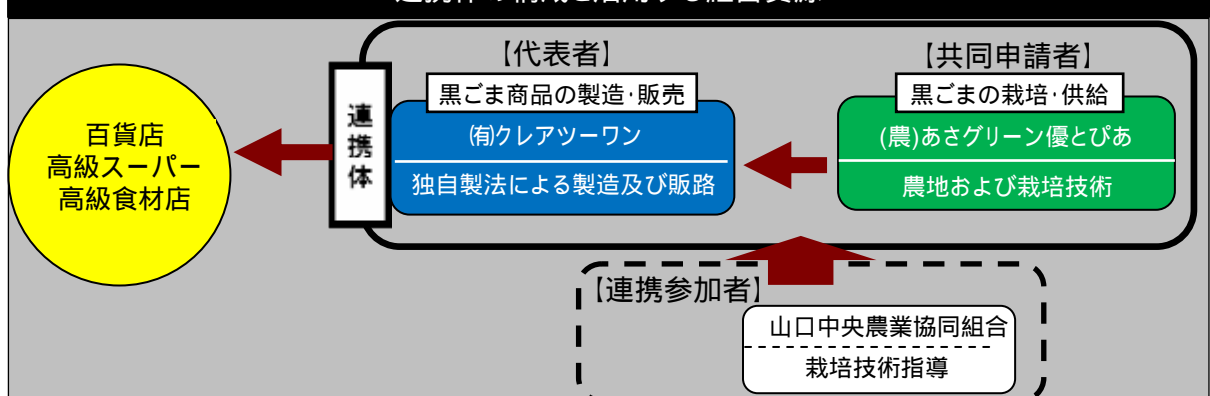 【代表者】
【共同申請者】
連携体
黒ごま商品の製造・販売
黒ごまの栽培・供給
百貨店
高級スーパー
高級食材店
㈲クレアツーワン
独自製法による製造及び販路
(農)あさグリーン優とぴあ
農地および栽培技術
【連携参加者】
山口中央農業協同組合
栽培技術指導